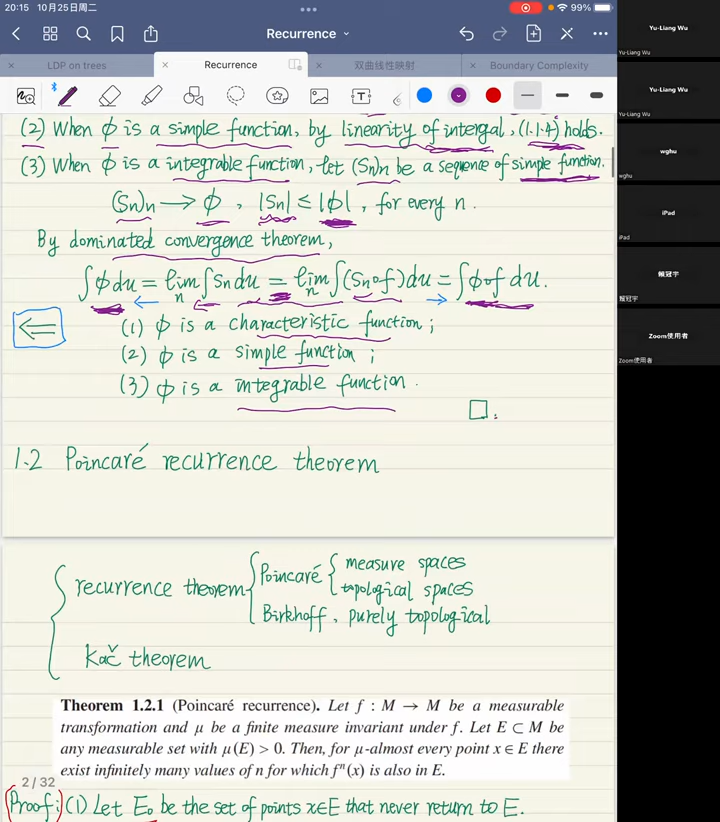 20:15 10月25日周二
99%
Recurrence
LDP on trees
Recurrence
双曲线性映射
Boundary Complexity
(2) When ϕ is a simple function, by linearity of intergal, (1.1.4) holds.
(3) When ϕ is a integrable function, let (Sn)n be a sequence of simple function.
(Sn)n → ϕ, |Sn| ≤ |ϕ|, for every n.
By dominated convergence theorem,
∫ϕdu = lim_n ∫Sndu = lim_n ∫(Sn∘f)du = ∫ϕ∘f du.
⇐
(1) ϕ is a characteristic function;
(2) ϕ is a simple function;
(3) ϕ is a integrable function.
□.
1.2 Poincaré recurrence theorem
recurrence theorem { Poincaré { measure spaces
topological spaces
Birkhoff, purely topological
Kač theorem
Theorem 1.2.1 (Poincaré recurrence). Let f : M → M be a measurable
transformation and μ be a finite measure invariant under f. Let E ⊂ M be
any measurable set with μ(E) > 0. Then, for μ-almost every point x ∈ E there
exist infinitely many values of n for which fⁿ(x) is also in E.
2 / 32
Proof: (1) Let E₀ be the set of points x∈E that never return to E.
Yu-Liang Wu
Yu-Liang Wu
Yu-Liang Wu
Yu-Liang Wu
wghu
wghu
iPad
iPad
賴冠宇
賴冠宇
Zoom使用者
Zoom使用者